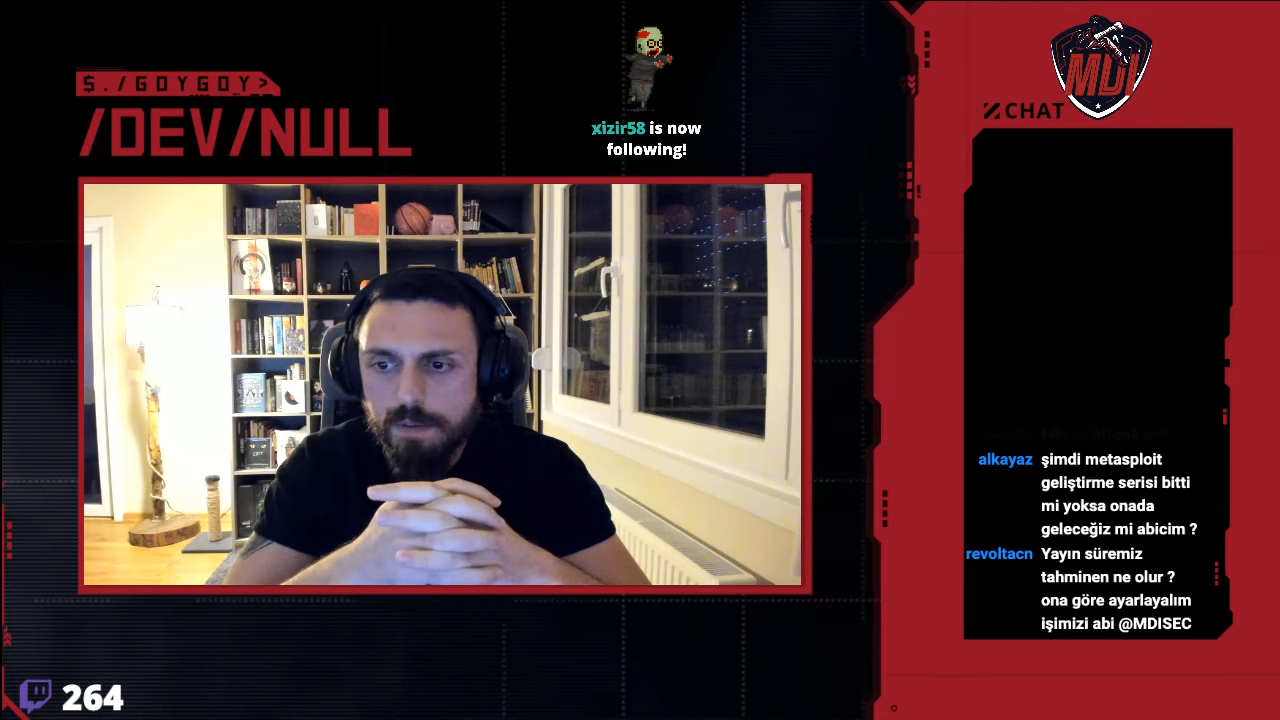 $./GOYGOY>
/DEV/NULL
xizir58 is now
following!
MDI
CHAT
alkayaz şimdi metasploit
geliştirme serisi bitti
mi yoksa onada
geleceğiz mi abicim ?
revoltacn Yayın süremiz
tahminen ne olur ?
ona göre ayarlayalım
işimizi abi @MDISEC
264